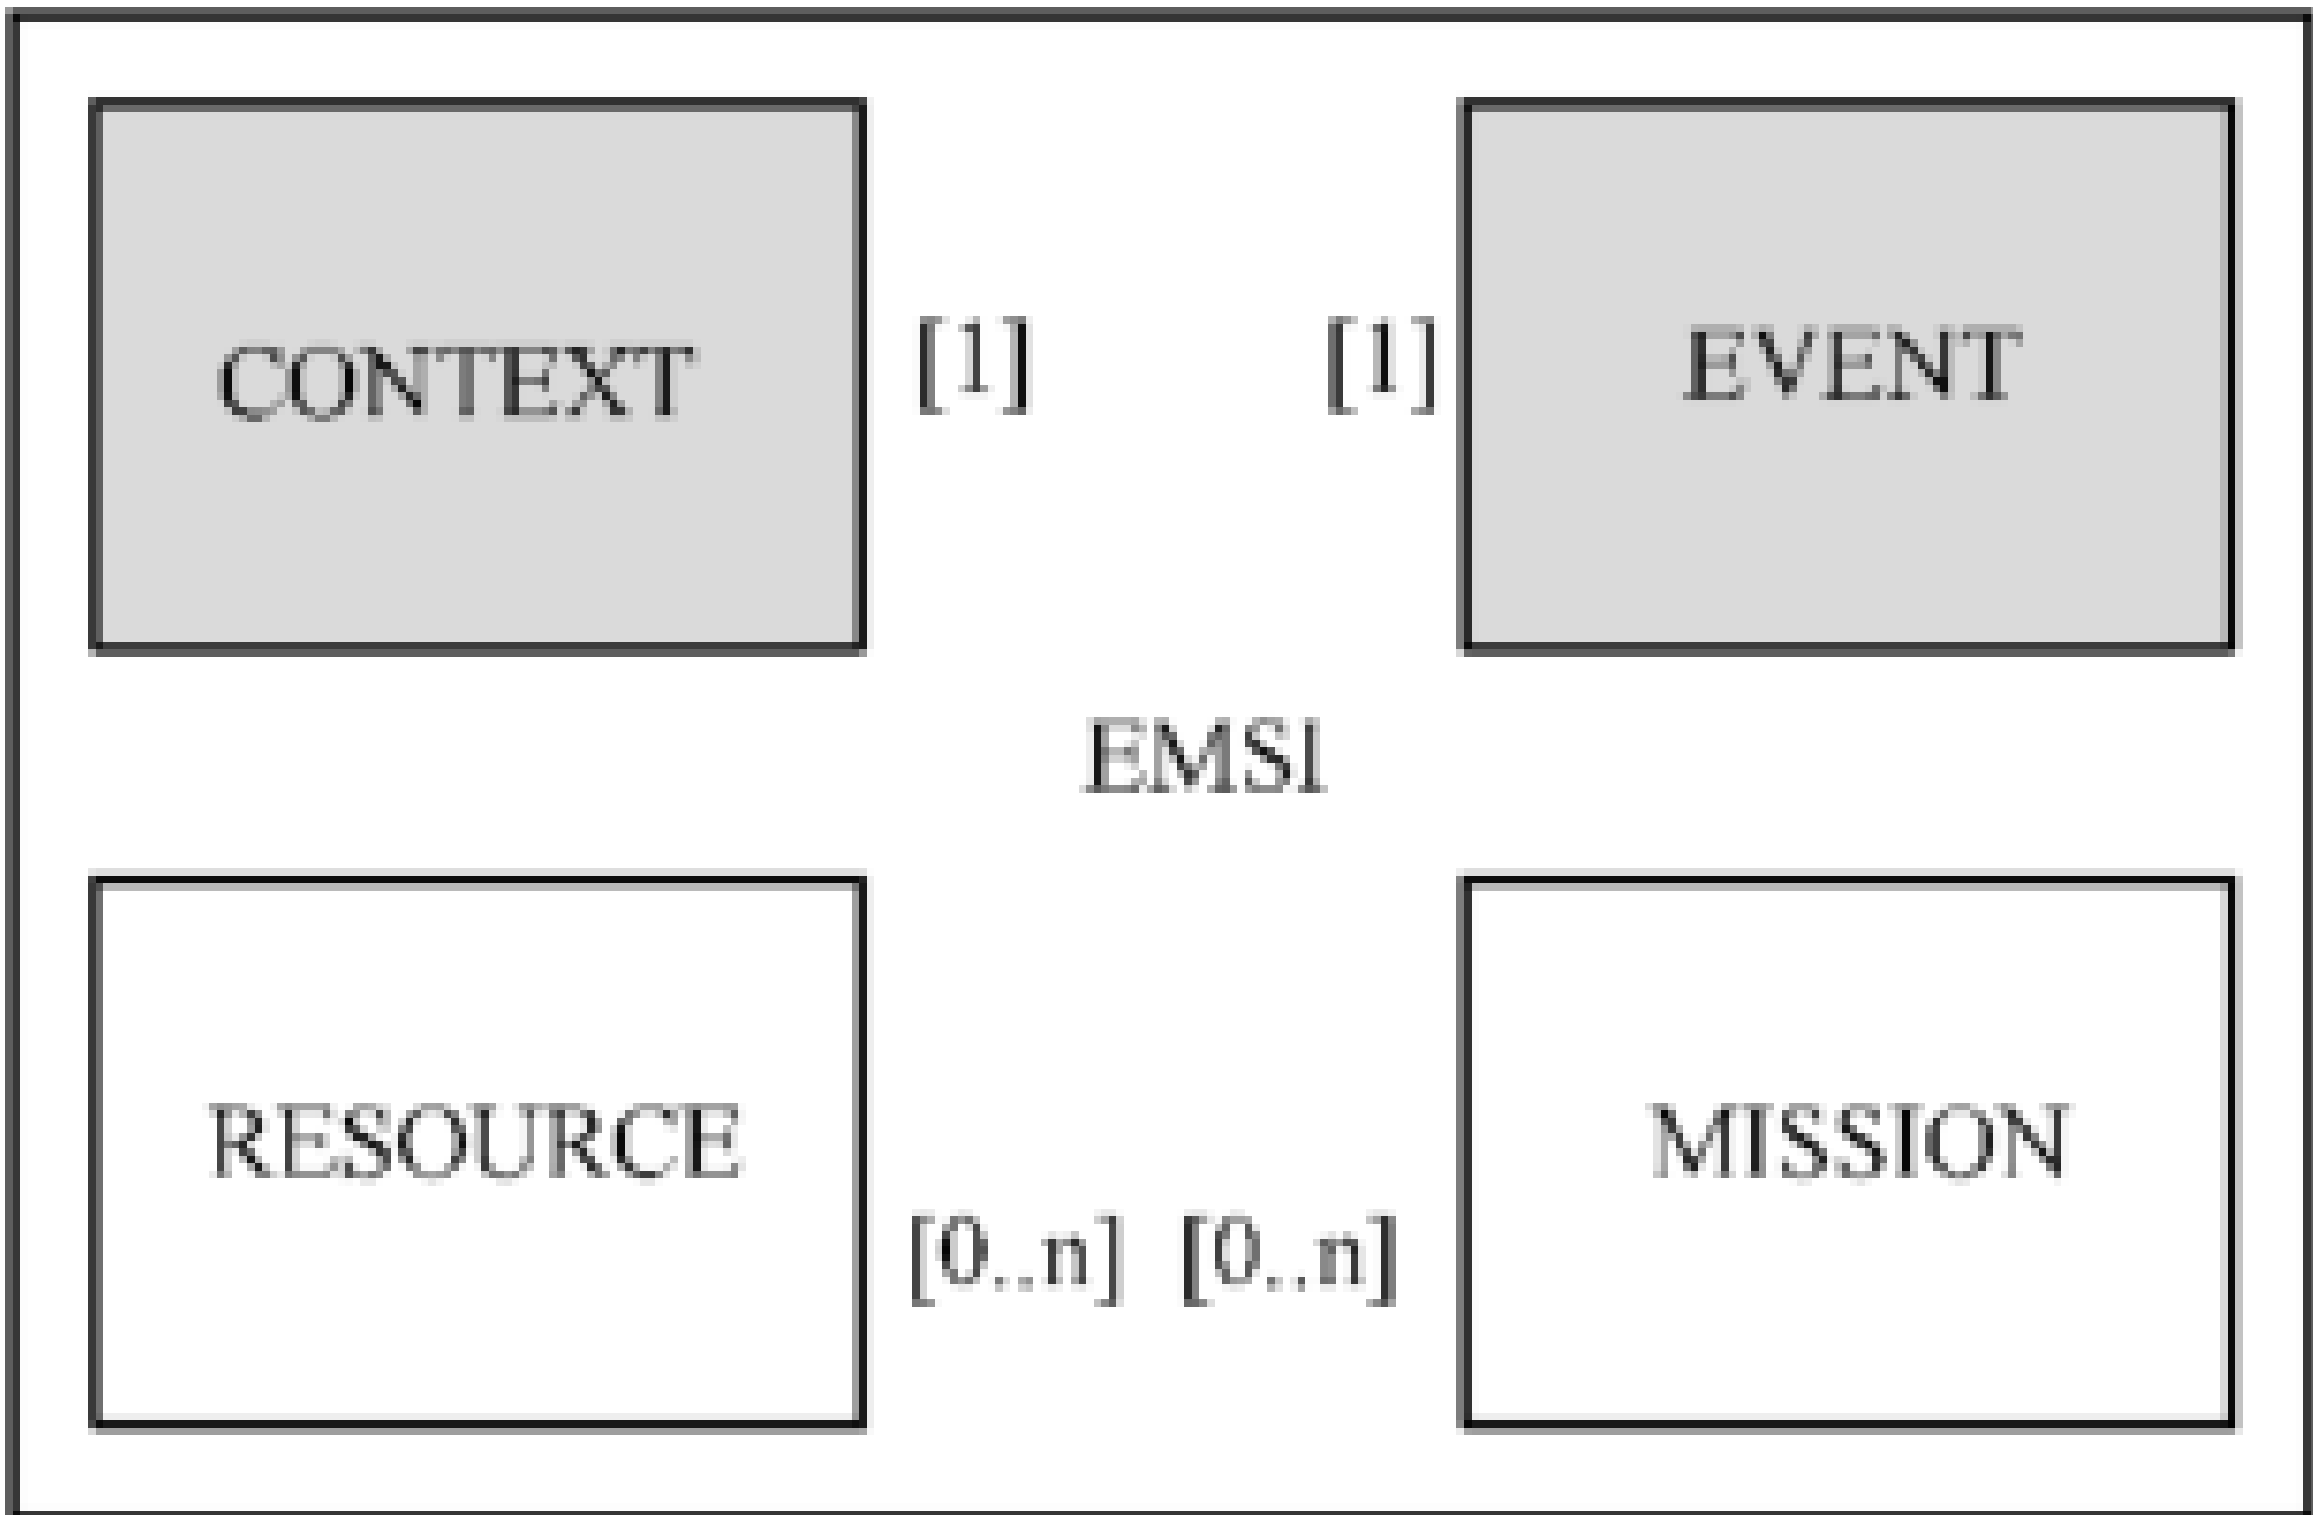 CONTEXT [1] [1] EVENT
EMSI
RESOURCE MISSION
[0..n] [0..n]